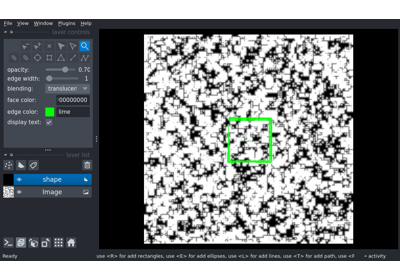 File View Window Plugins Help
layer controls
opacity: 0.70
edge width: 1
blending: translucen
face color: 00000000
edge color: lime
display text:
layer list
shape
Image
Ready use <R> for add rectangles, use <E> for add ellipses, use <L> for add lines, use <T> for add path, use <P activity